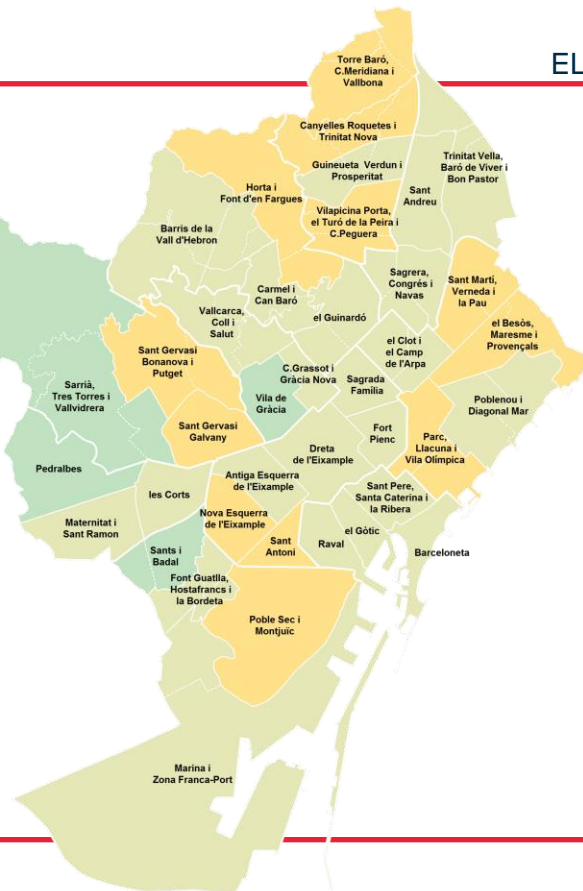 EL
Torre Baró,
C.Meridiana i
Vallbona
Canyelles Roquetes i
Trinitat Nova
Guineueta Verdun i
Prosperitat
Trinitat Vella,
Baró de Viver i
Bon Pastor
Horta i
Font d'en Fargues
Sant
Andreu
Vilapicina Porta,
el Turó de la Peira i
C.Peguera
Barris de la
Vall d'Hebron
Sagrera,
Congrés i
Navas
Sant Martí,
Verneda i
la Pau
Carmel i
Can Baró
Vallcarca,
Coll i
Salut
el Guinardó
el Besòs,
Maresme i
Provençals
el Clot i
el Camp
de l'Arpa
Sant Gervasi
Bonanova i
Putget
C.Grassot i
Gràcia Nova
Sagrada
Família
Sarrià,
Tres Torres i
Vallvidrera
Vila de
Gràcia
Poblenou i
Diagonal Mar
Sant Gervasi
Galvany
Fort
Pienc
Parc,
Llacuna i
Vila Olímpica
Dreta
de l'Eixample
Pedralbes
Antiga Esquerra
de l'Eixample
Sant Pere,
Santa Caterina i
la Ribera
les Corts
Nova Esquerra
de l'Eixample
Maternitat i
Sant Ramon
el Gòtic
Raval
Sant
Antoni
Barceloneta
Sants i
Badal
Font Guatlla,
Hostafrancs i
la Bordeta
Poble Sec i
Montjuïc
Marina i
Zona Franca-Port